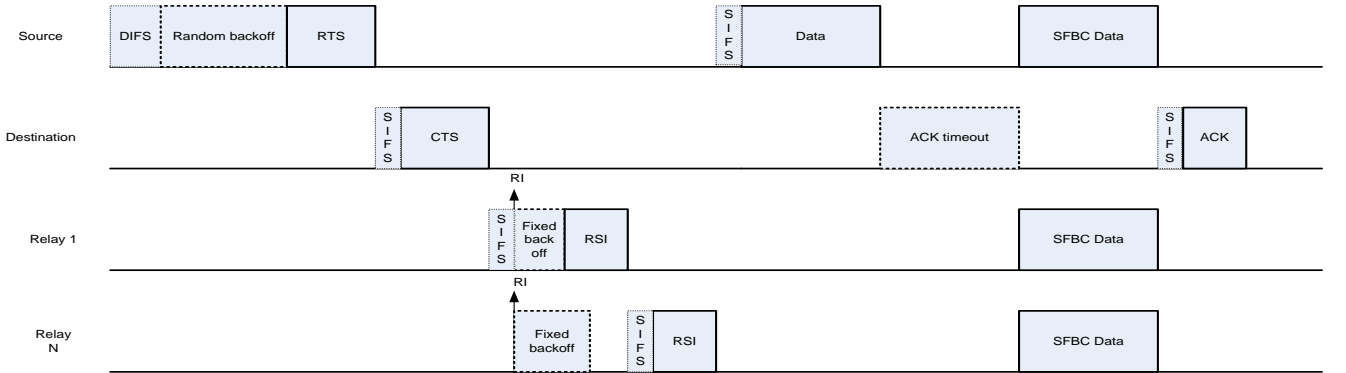 Source
DIFS
Random backoff
RTS
S
I
F
S
Data
SFBC Data
Destination
S
I
F
S
CTS
ACK timeout
S
I
F
S
ACK
RI
Relay 1
S
I
F
S
Fixed
back
off
RSI
SFBC Data
RI
Relay
N
Fixed
backoff
S
I
F
S
RSI
SFBC Data